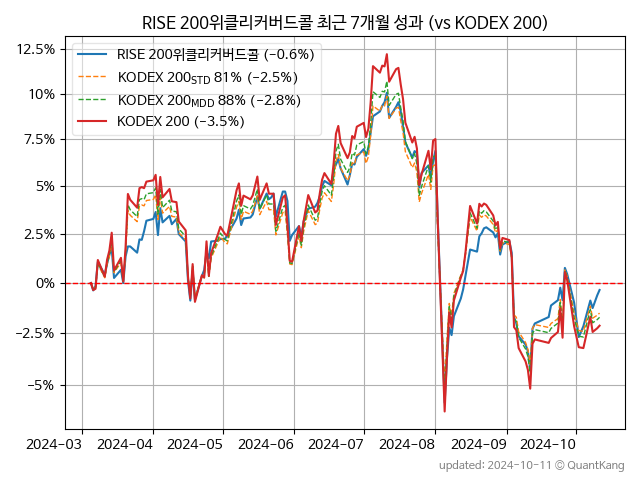 RISE 200위클리커버드콜 최근 7개월 성과 (vs KODEX 200)
12.5%
10%
7.5%
5%
2.5%
0%
−2.5%
−5%
RISE 200위클리커버드콜 (−0.6%)
KODEX 200STD 81% (−2.5%)
KODEX 200MDD 88% (−2.8%)
KODEX 200 (−3.5%)
2024-03 2024-04 2024-05 2024-06 2024-07 2024-08 2024-09 2024-10
updated: 2024-10-11 © QuantKang